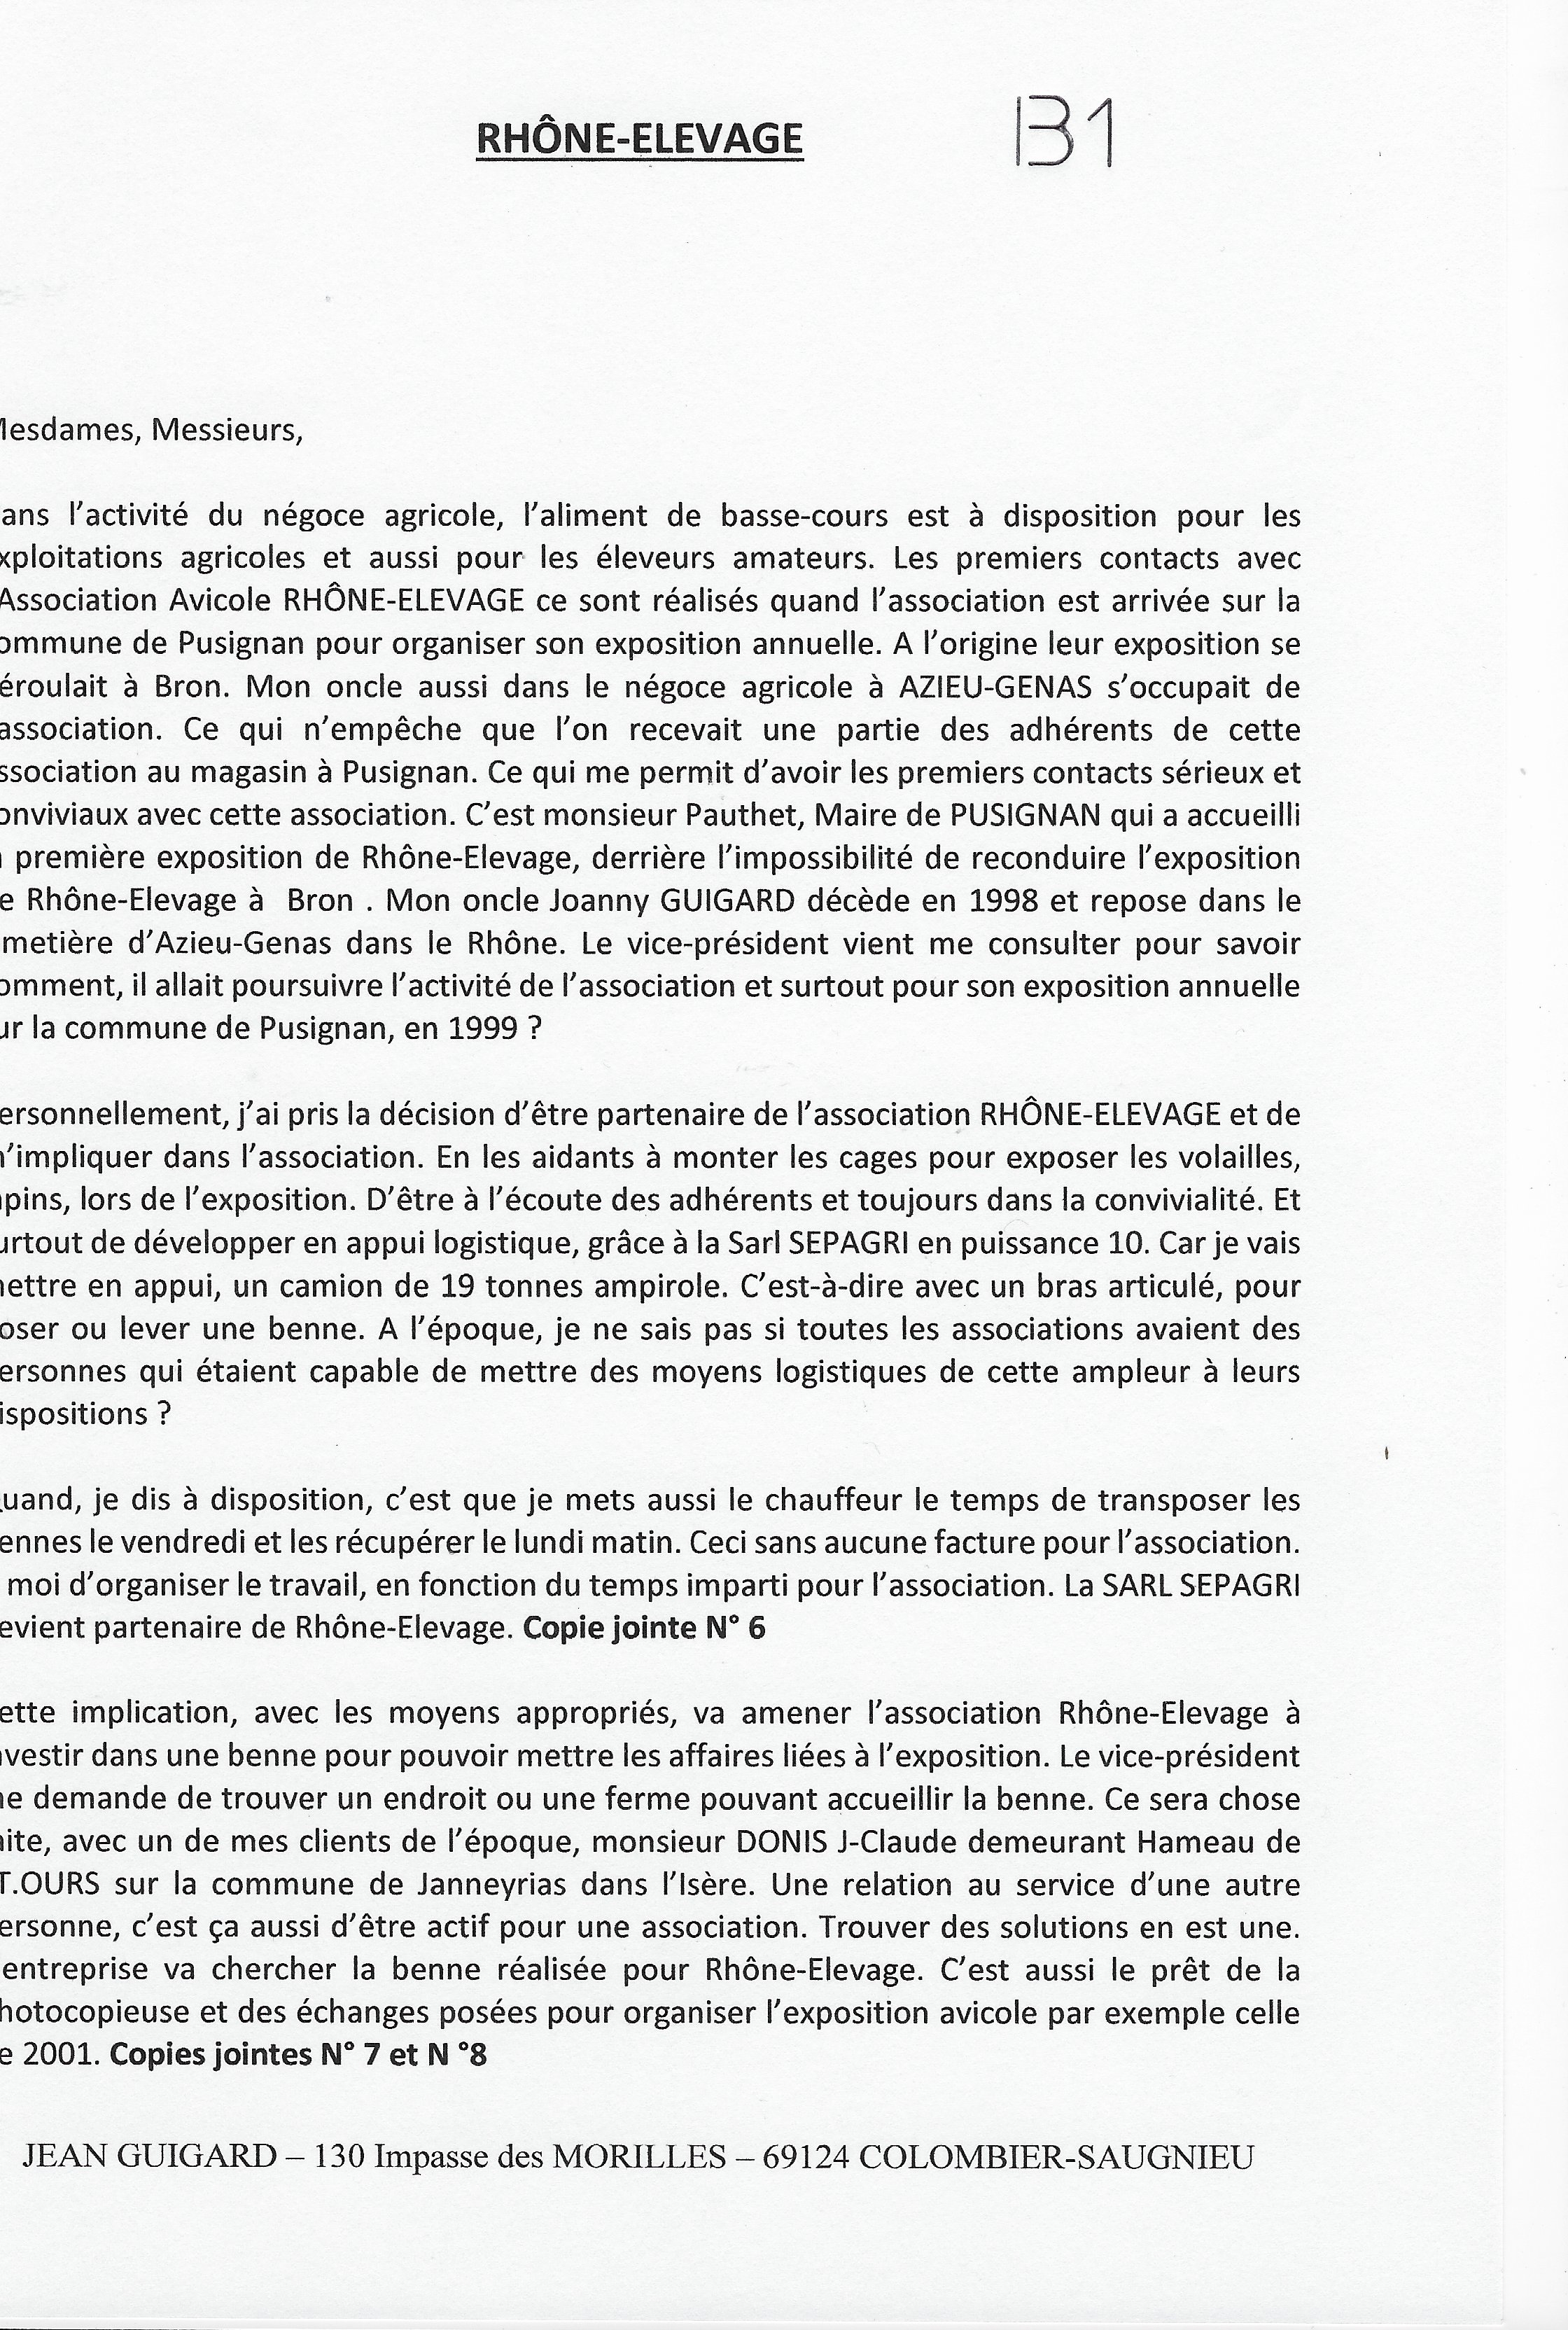 RHÔNE-ELEVAGE B1
lesdames, Messieurs,
ans l'activité du négoce agricole, l'aliment de basse-cours est à disposition pour les
xploitations agricoles et aussi pour les éleveurs amateurs. Les premiers contacts avec
Association Avicole RHÔNE-ELEVAGE ce sont réalisés quand l'association est arrivée sur la
ommune de Pusignan pour organiser son exposition annuelle. A l'origine leur exposition se
éroulait à Bron. Mon oncle aussi dans le négoce agricole à AZIEU-GENAS s'occupait de
association. Ce qui n'empêche que l'on recevait une partie des adhérents de cette
ssociation au magasin à Pusignan. Ce qui me permit d'avoir les premiers contacts sérieux et
onviviaux avec cette association. C'est monsieur Pauthet, Maire de PUSIGNAN qui a accueilli
première exposition de Rhône-Elevage, derrière l'impossibilité de reconduire l'exposition
e Rhône-Elevage à Bron . Mon oncle Joanny GUIGARD décède en 1998 et repose dans le
metière d'Azieu-Genas dans le Rhône. Le vice-président vient me consulter pour savoir
omment, il allait poursuivre l'activité de l'association et surtout pour son exposition annuelle
ur la commune de Pusignan, en 1999 ?
ersonnellement, j'ai pris la décision d'être partenaire de l'association RHÔNE-ELEVAGE et de
'impliquer dans l'association. En les aidants à monter les cages pour exposer les volailles,
pins, lors de l'exposition. D'être à l'écoute des adhérents et toujours dans la convivialité. Et
urtout de développer en appui logistique, grâce à la Sarl SEPAGRI en puissance 10. Car je vais
ettre en appui, un camion de 19 tonnes ampirole. C'est-à-dire avec un bras articulé, pour
oser ou lever une benne. A l'époque, je ne sais pas si toutes les associations avaient des
ersonnes qui étaient capable de mettre des moyens logistiques de cette ampleur à leurs
ispositions ?
uand, je dis à disposition, c'est que je mets aussi le chauffeur le temps de transposer les
ennes le vendredi et les récupérer le lundi matin. Ceci sans aucune facture pour l'association.
moi d'organiser le travail, en fonction du temps imparti pour l'association. La SARL SEPAGRI
evient partenaire de Rhône-Elevage. Copie jointe N° 6
ette implication, avec les moyens appropriés, va amener l'association Rhône-Elevage à
vestir dans une benne pour pouvoir mettre les affaires liées à l'exposition. Le vice-président
e demande de trouver un endroit ou une ferme pouvant accueillir la benne. Ce sera chose
ite, avec un de mes clients de l'époque, monsieur DONIS J-Claude demeurant Hameau de
T.OURS sur la commune de Janneyrias dans l'Isère. Une relation au service d'une autre
ersonne, c'est ça aussi d'être actif pour une association. Trouver des solutions en est une.
entreprise va chercher la benne réalisée pour Rhône-Elevage. C'est aussi le prêt de la
hotocopieuse et des échanges posées pour organiser l'exposition avicole par exemple celle
e 2001. Copies jointes N° 7 et N °8
JEAN GUIGARD – 130 Impasse des MORILLES – 69124 COLOMBIER-SAUGNIEU